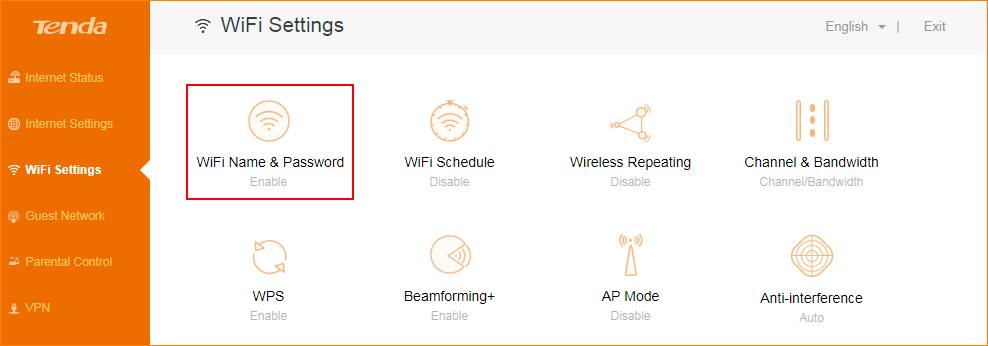 Tenda
WiFi Settings
English
|
Exit
Internet Status
Internet Settings
WiFi Settings
Guest Network
Parental Control
VPN
WiFi Name & Password
Enable
WiFi Schedule
Disable
Wireless Repeating
Disable
Channel & Bandwidth
Channel/Bandwidth
WPS
Enable
Beamforming+
Enable
AP Mode
Disable
Anti-interference
Auto